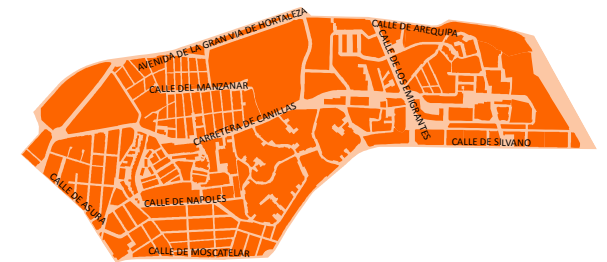 AVENIDA DE LA GRAN VIA DE HORTALEZA
CALLE DE AREQUIPA
CALLE DE LOS EMIGRANTES
CALLE DEL MANZANAR
CARRETERA DE CANILLAS
CALLE DE SILVANO
CALLE DE ASURA
CALLE DE NAPOLES
CALLE DE MOSCATELAR